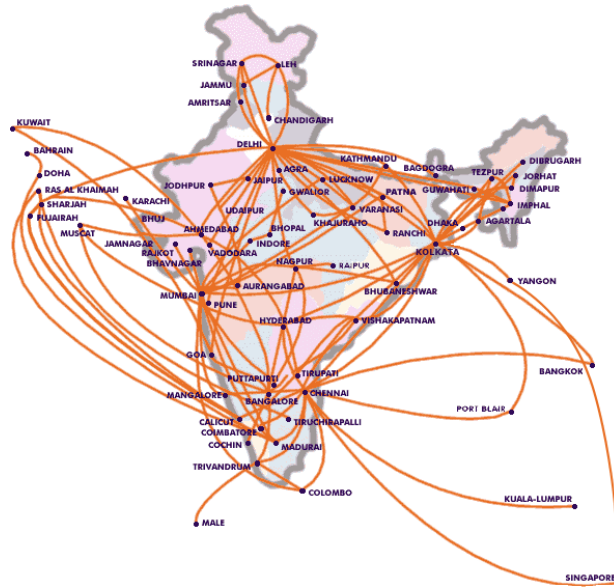 SRINAGAR
LEH
JAMMU
AMRITSAR
CHANDIGARH
KUWAIT
DELHI
BAHRAIN
KATHMANDU
BAGDOGRA
DIBRUGARH
TEZPUR
JORHAT
DOHA
AGRA
JAIPUR
LUCKNOW
GUWAHATI
DIMAPUR
RAS AL KHAIMAH
JODHPUR
GWALIOR
PATNA
KARACHI
SHARJAH
IMPHAL
UDAIPUR
VARANASI
FUJAIRAH
BHUJ
KHAJURAHO
DHAKA
AGARTALA
MUSCAT
AHMEDABAD
BHOPAL
RANCHI
JAMNAGAR
INDORE
RAJKOT
VADODARA
KOLKATA
BHAVNAGAR
NAGPUR
RAIPUR
YANGON
AURANGABAD
BHUBANESHWAR
MUMBAI
PUNE
HYDERABAD
VISHAKAPATNAM
GOA
TIRUPATI
BANGKOK
PUTTAPURTI
MANGALORE
BANGALORE
CHENNAI
PORT BLAIR
CALICUT
TIRUCHIRAPALLI
COIMBATORE
COCHIN
MADURAI
TRIVANDRUM
COLOMBO
KUALA-LUMPUR
MALE
SINGAPORE